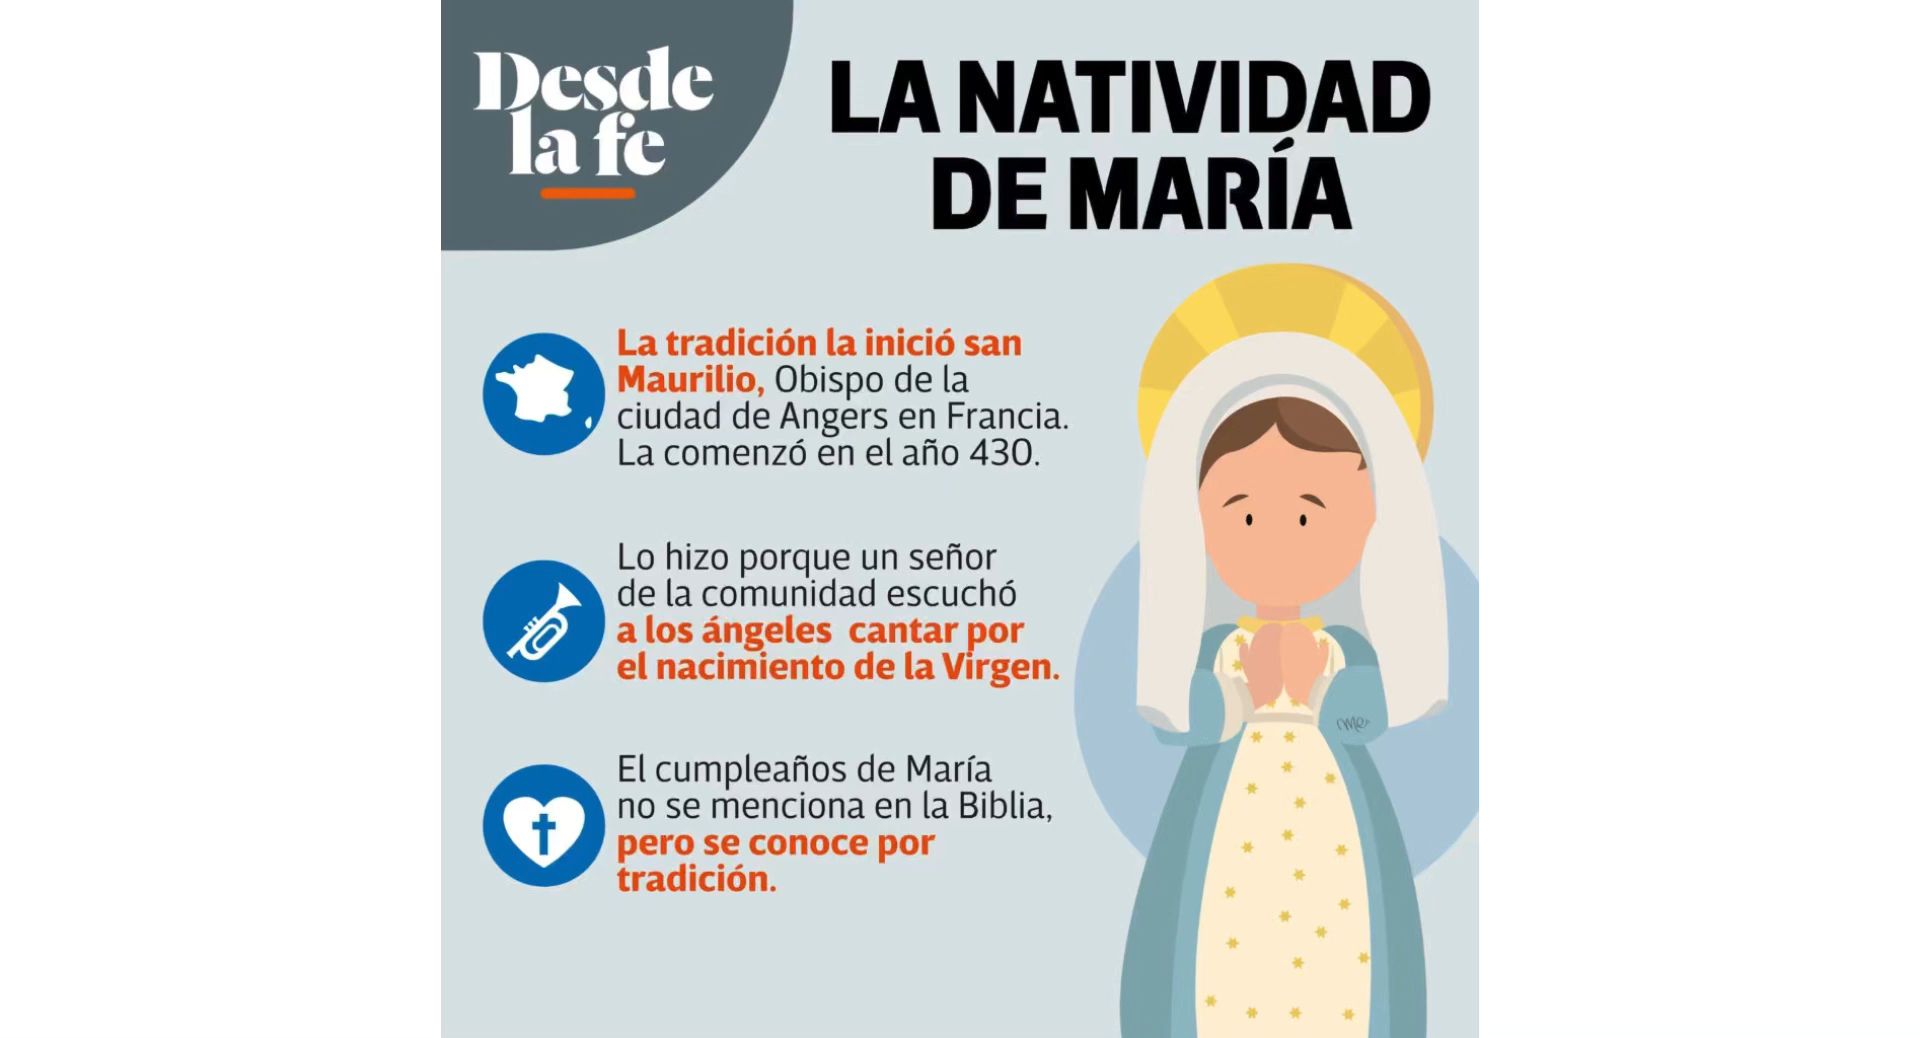 Desde
la fe
LA NATIVIDAD
DE MARÍA
La tradición la inició san
Maurilio, Obispo de la
ciudad de Angers en Francia.
La comenzó en el año 430.
Lo hizo porque un señor
de la comunidad escuchó
a los ángeles cantar por
el nacimiento de la Virgen.
El cumpleaños de María
no se menciona en la Biblia,
pero se conoce por
tradición.